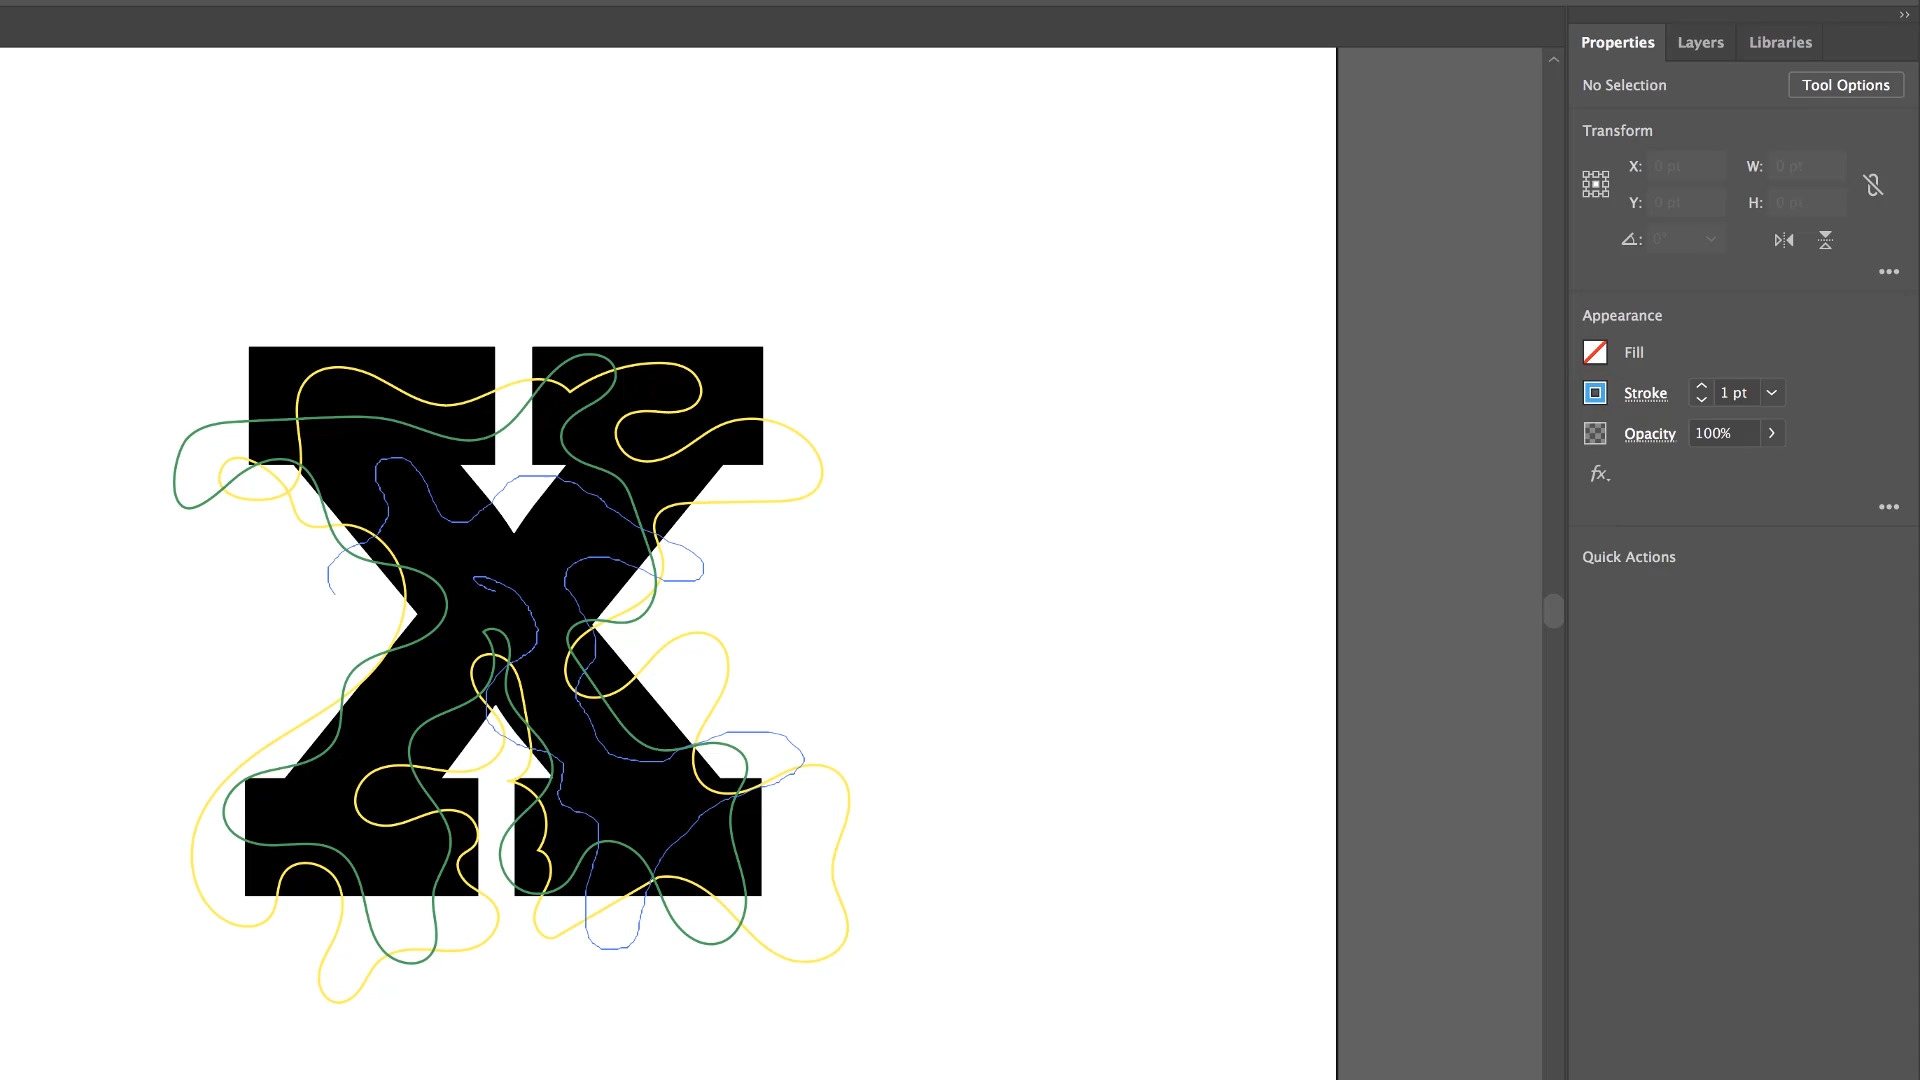 Properties Layers Libraries
No Selection Tool Options
Transform
X: 0 pt W: 0 pt
Y: 0 pt H: 0 pt
0°
Appearance
Fill
Stroke 1 pt
Opacity 100%
fx
Quick Actions
X